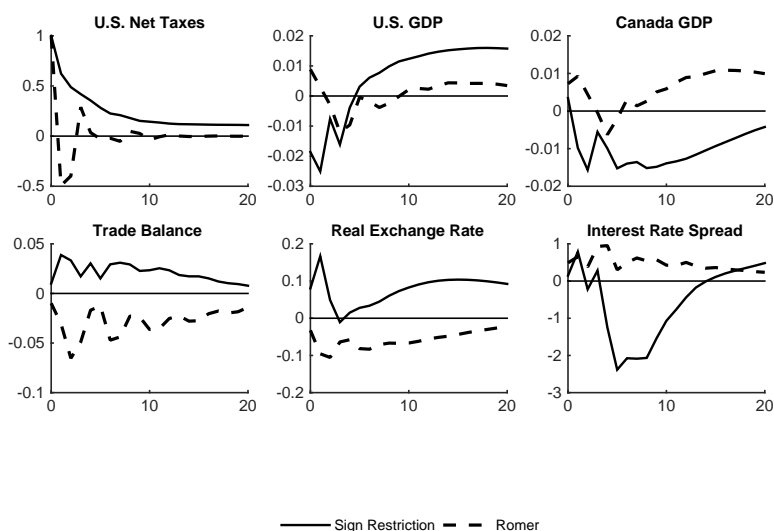 U.S. Net Taxes
1
0.5
0
-0.5
0 10 20
U.S. GDP
0.02
0.01
0
-0.01
-0.02
-0.03
0 10 20
Canada GDP
0.02
0.01
0
-0.01
-0.02
0 10 20
Trade Balance
0.05
0
-0.05
-0.1
0 10 20
Real Exchange Rate
0.2
0.1
0
-0.1
-0.2
0 10 20
Interest Rate Spread
1
0
-1
-2
-3
0 10 20
Sign Restriction Romer